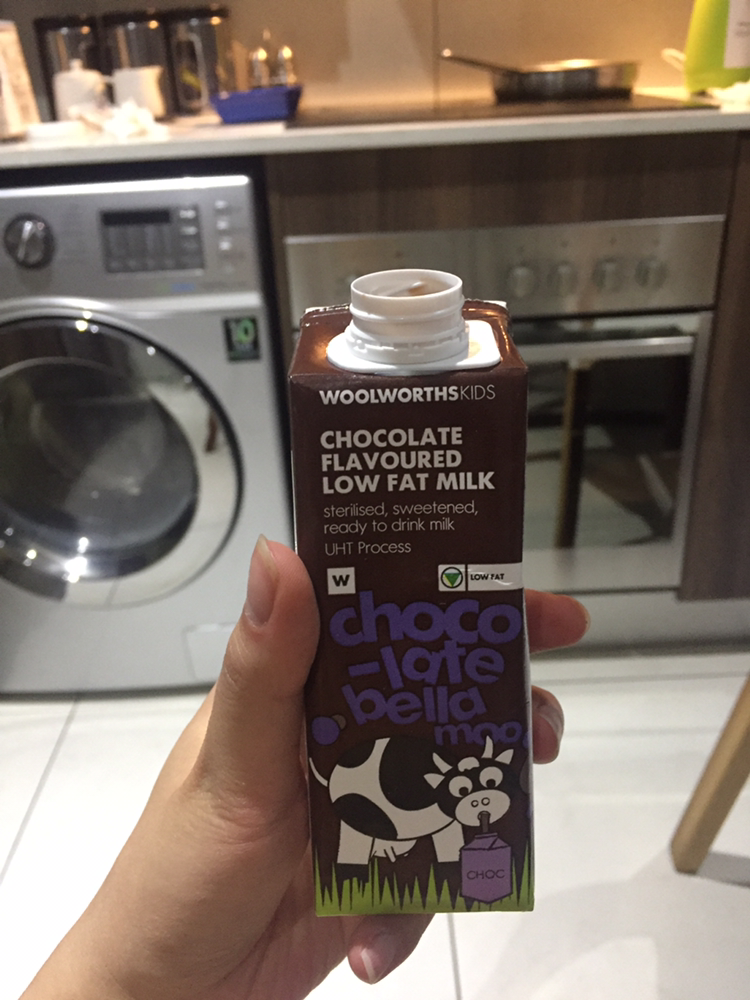 WOOLWORTHSKIDS
CHOCOLATE
FLAVOURED
LOW FAT MILK
sterilised, sweetened,
ready to drink milk
UHT Process
W
LOW FAT
choco
-late
bella
moo
CHOC
10